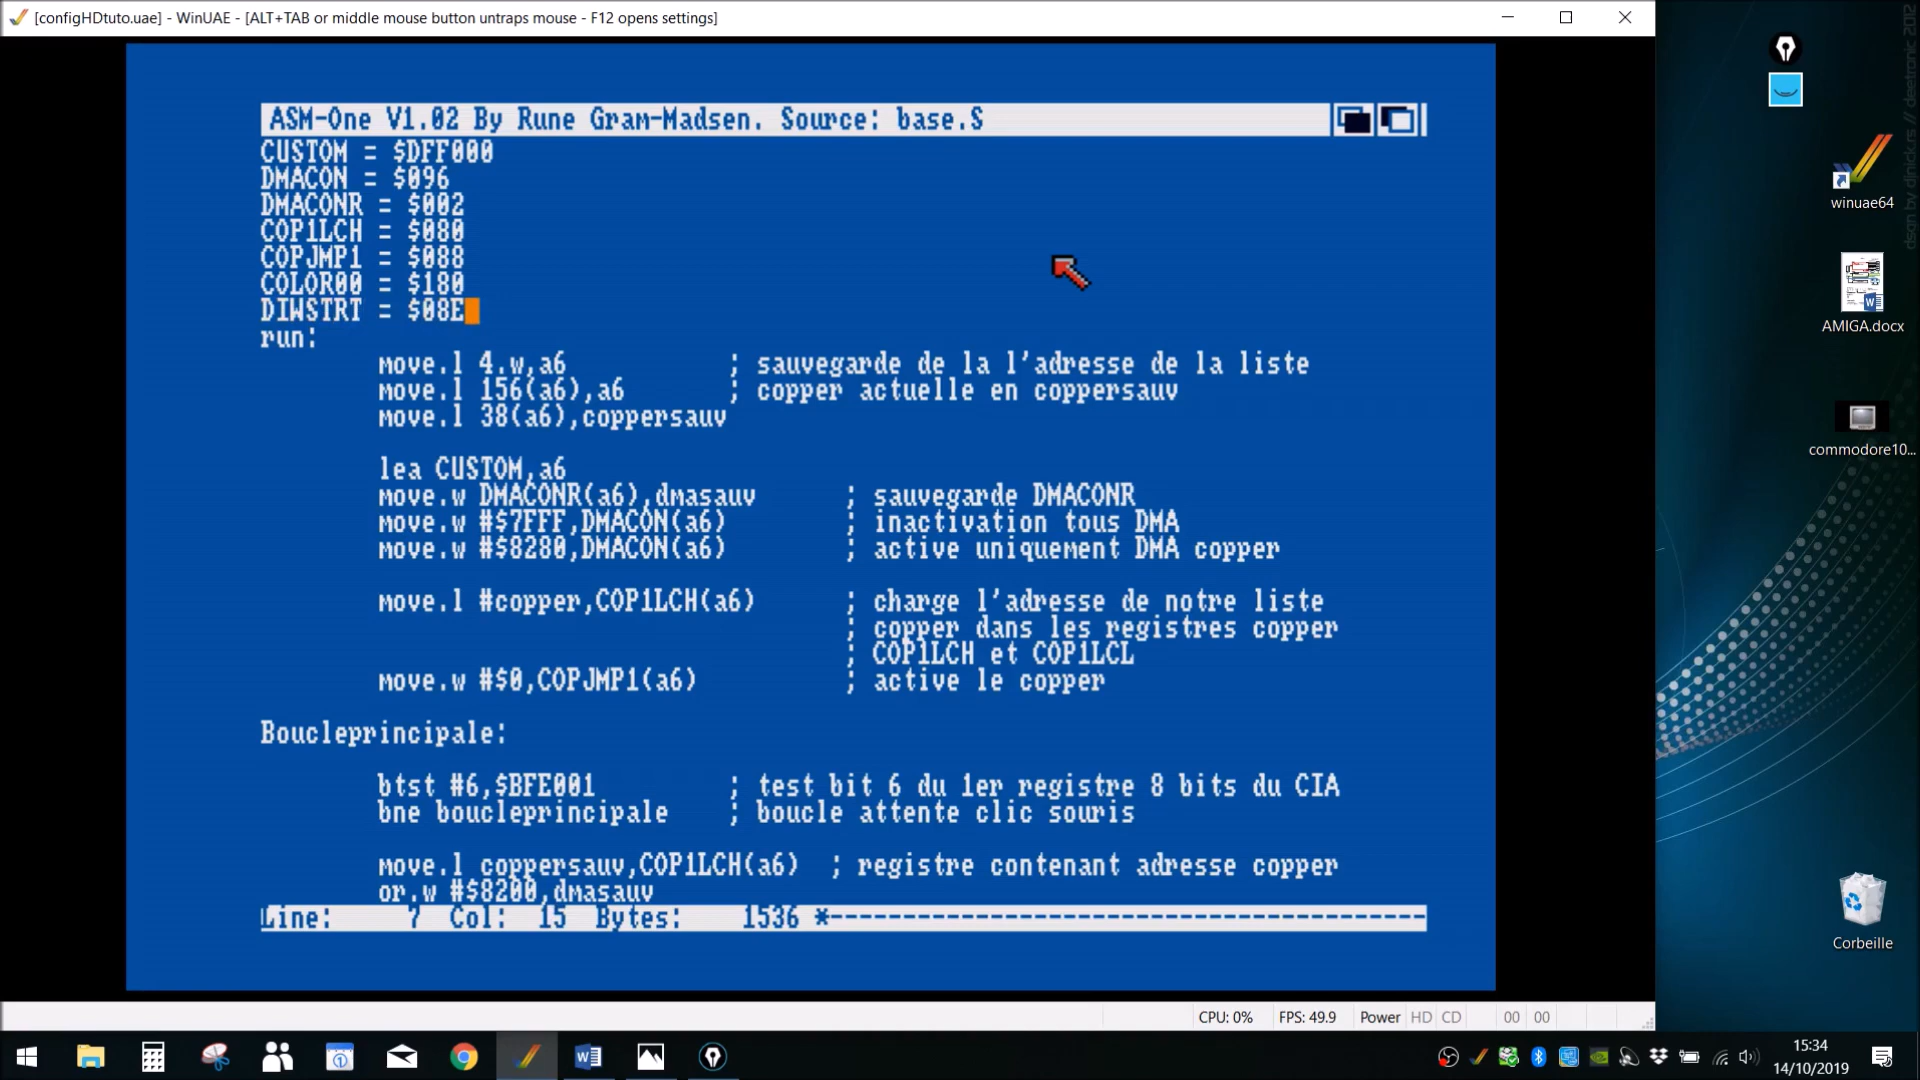 [configHDtuto.uae] - WinUAE - [ALT+TAB or middle mouse button untraps mouse - F12 opens settings]
ASM-One V1.02 By Rune Gram-Madsen. Source: base.S
CUSTOM = $DFF000
DMACON = $096
DMACONR = $002
COP1LCH = $080
COPJMP1 = $088
COLOR00 = $180
DIWSTRT = $08E
run:
move.l 4.w,a6 ; sauvegarde de la l'adresse de la liste
move.l 156(a6),a6 ; copper actuelle en coppersauv
move.l 38(a6),coppersauv
lea CUSTOM,a6
move.w DMACONR(a6),dmasauv ; sauvegarde DMACONR
move.w #$7FFF,DMACON(a6) ; inactivation tous DMA
move.w #$8280,DMACON(a6) ; active uniquement DMA copper
move.l #copper,COP1LCH(a6) ; charge l'adresse de notre liste
; copper dans les registres copper
; COP1LCH et COP1LCL
move.w #$0,COPJMP1(a6) ; active le copper
Boucleprincipale:
btst #6,$BFE001 ; test bit 6 du 1er registre 8 bits du CIA
bne boucleprincipale ; boucle attente clic souris
move.l coppersauv,COP1LCH(a6) ; registre contenant adresse copper
or.w #$8200,dmasauv
Line: 7 Col: 15 Bytes: 1536 *----------------------------------------
CPU: 0% FPS: 49.9 Power HD CD 00 00
winuae64
AMIGA.docx
commodore10...
Corbeille
dsgn by dinick.rs // deetronic 2012
15:34
14/10/2019